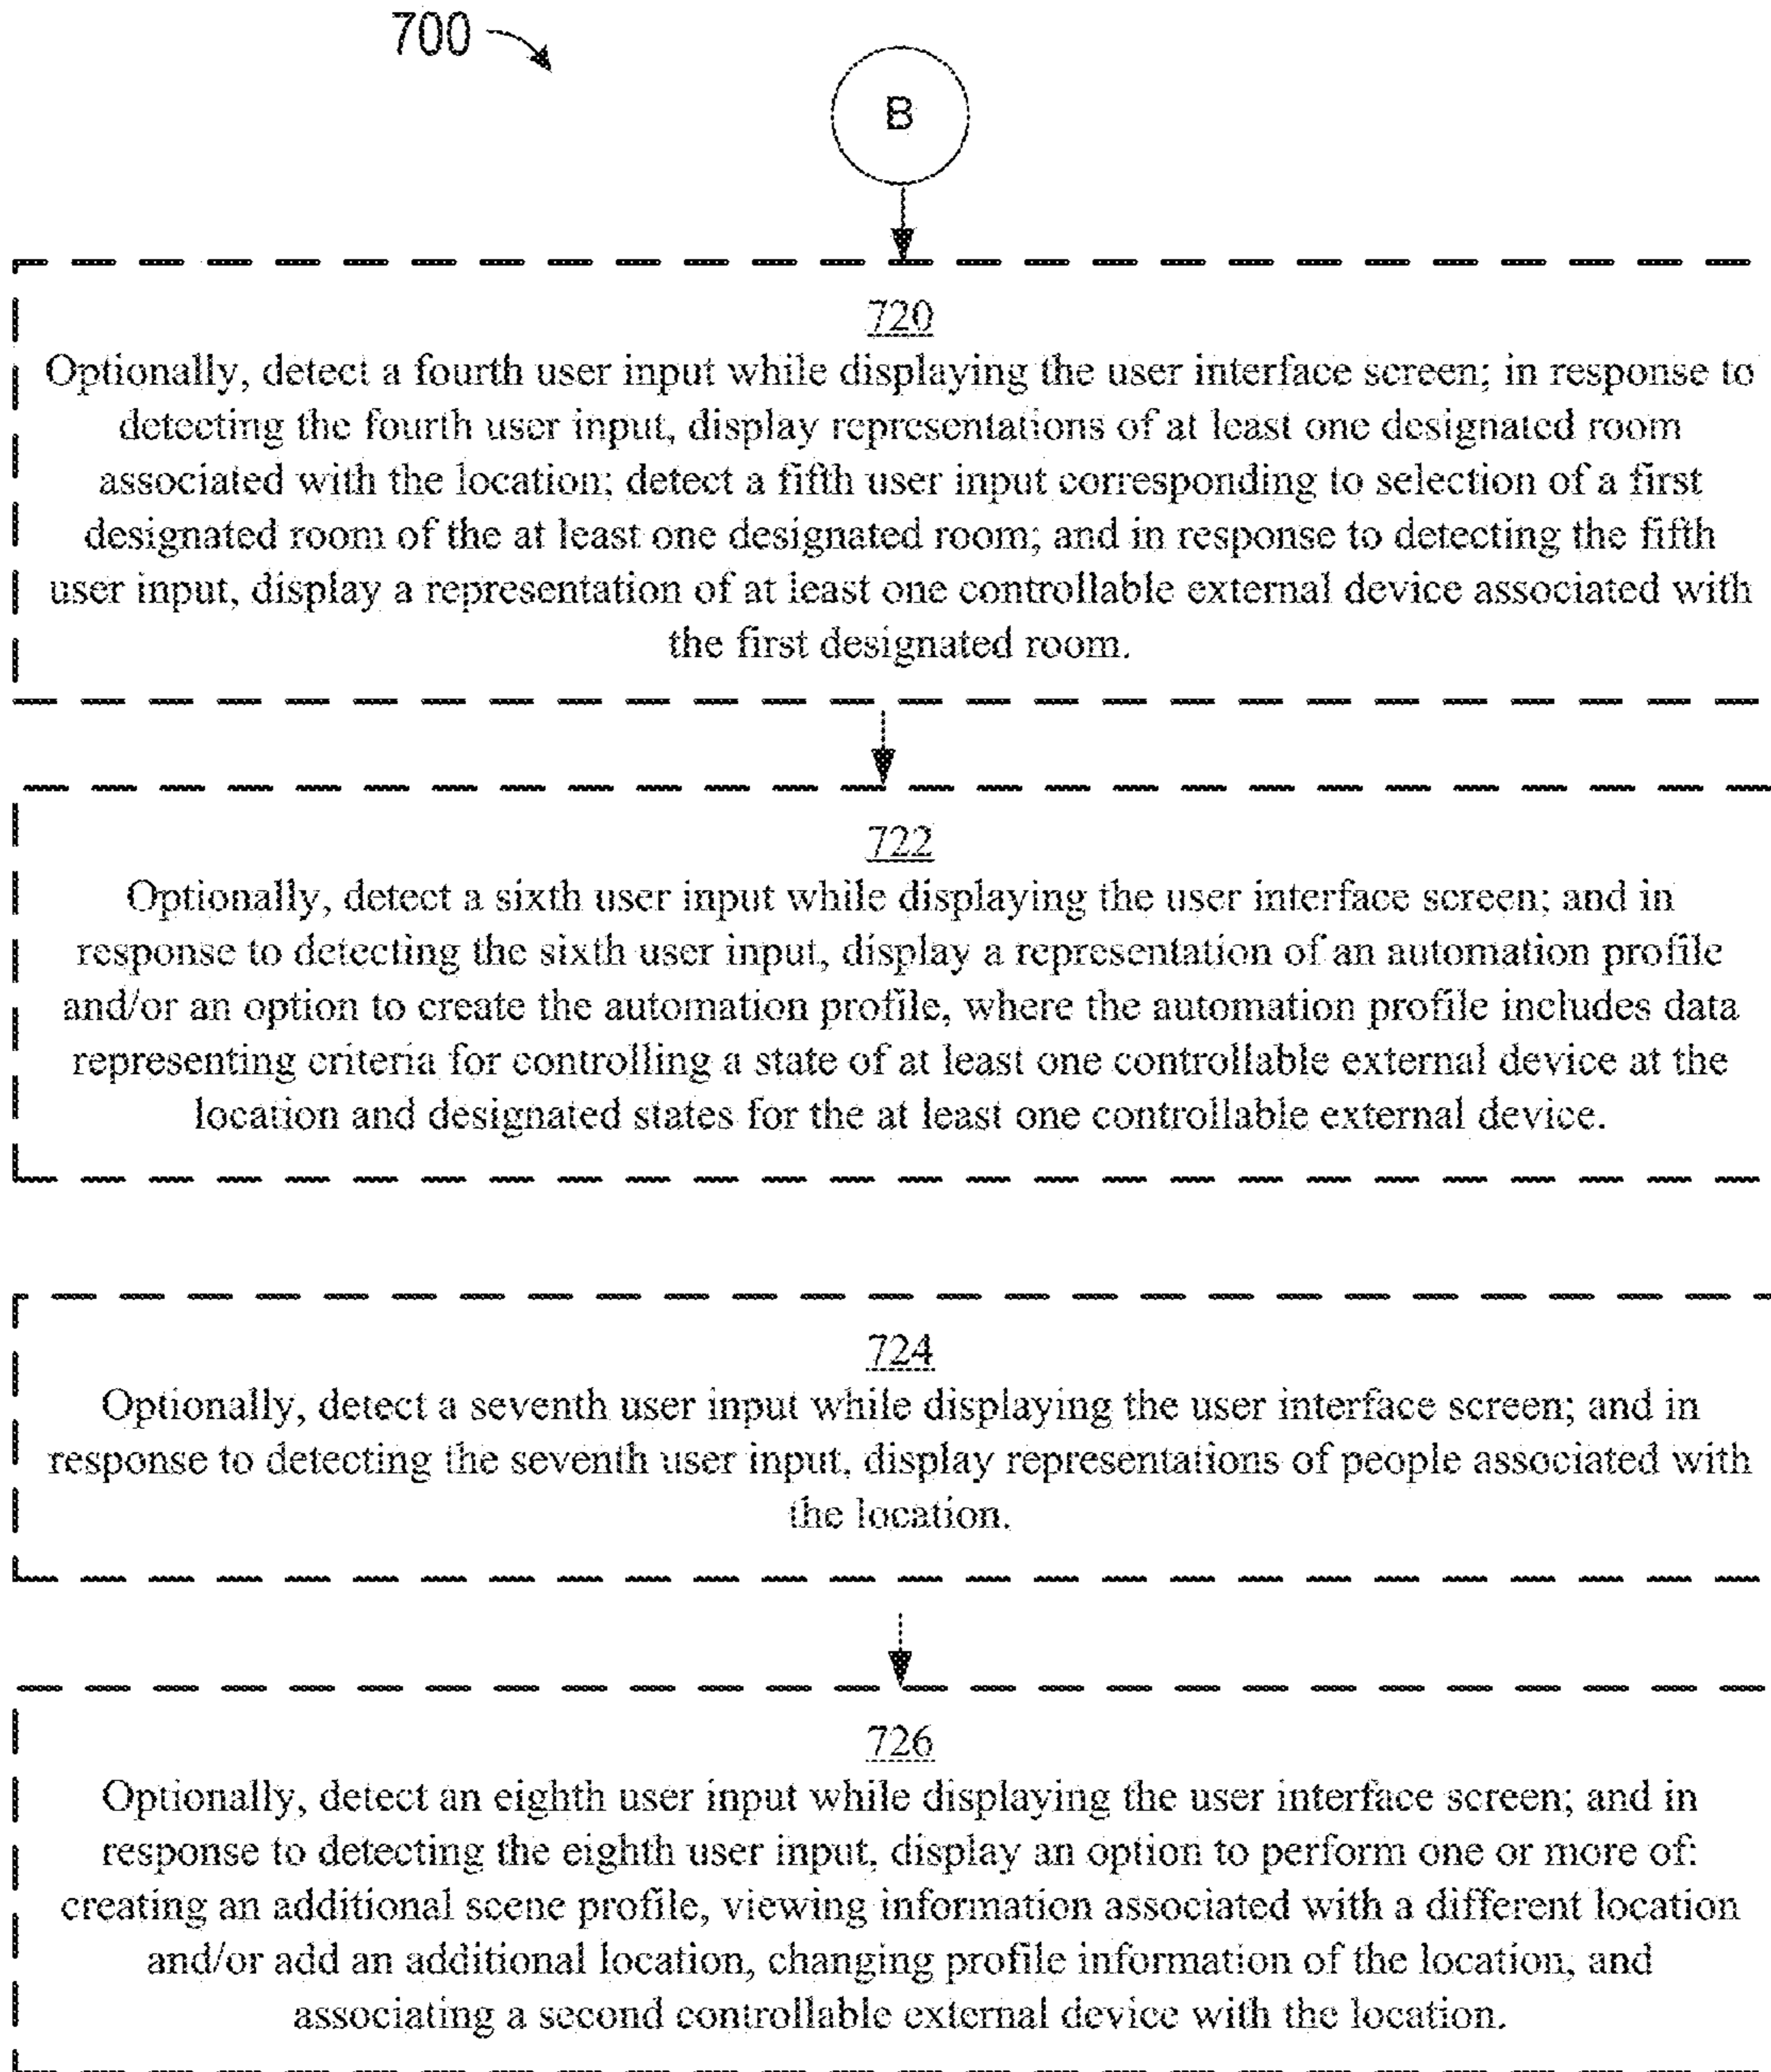 700
B
720
Optionally, detect a fourth user input while displaying the user interface screen; in response to
detecting the fourth user input, display representations of at least one designated room
associated with the location; detect a fifth user input corresponding to selection of a first
designated room of the at least one designated room; and in response to detecting the fifth
user input, display a representation of at least one controllable external device associated with
the first designated room.
722
Optionally, detect a sixth user input while displaying the user interface screen; and in
response to detecting the sixth user input, display a representation of an automation profile
and/or an option to create the automation profile, where the automation profile includes data
representing criteria for controlling a state of at least one controllable external device at the
location and designated states for the at least one controllable external device.
724
Optionally, detect a seventh user input while displaying the user interface screen; and in
response to detecting the seventh user input, display representations of people associated with
the location.
726
Optionally, detect an eighth user input while displaying the user interface screen; and in
response to detecting the eighth user input, display an option to perform one or more of:
creating an additional scene profile, viewing information associated with a different location
and/or add an additional location, changing profile information of the location, and
associating a second controllable external device with the location.